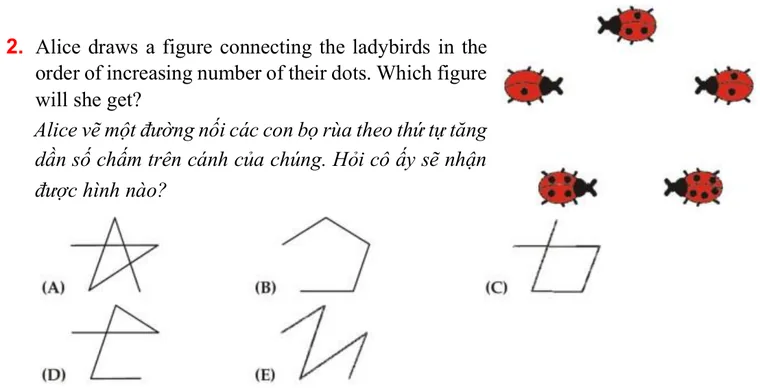 2. Alice draws a figure connecting the ladybirds in the
order of increasing number of their dots. Which figure
will she get?
Alice vẽ một đường nối các con bọ rùa theo thứ tự tăng
dần số chấm trên cánh của chúng. Hỏi cô ấy sẽ nhận
được hình nào?
(A) (B) (C)
(D) (E)